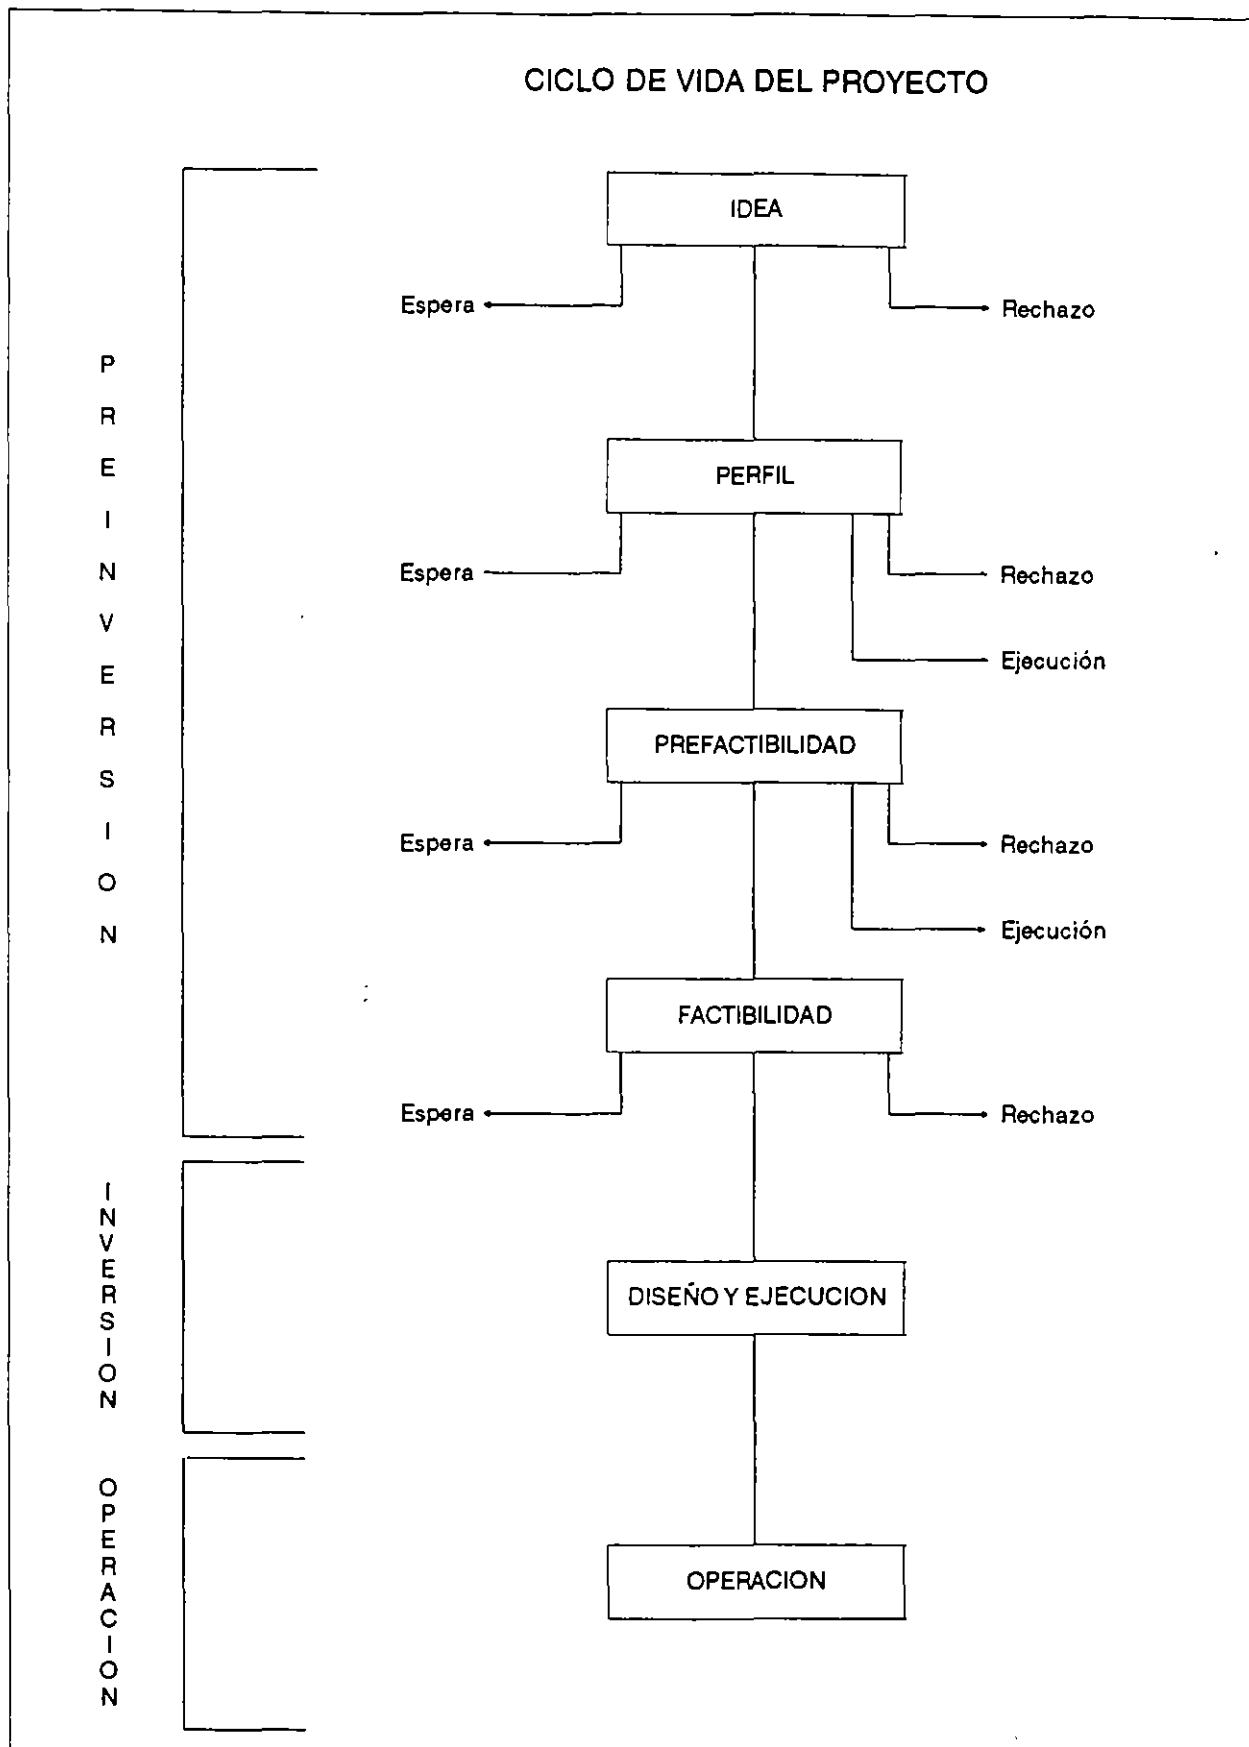 CICLO DE VIDA DEL PROYECTO
PREINVERSION
IDEA
Espera
Rechazo
PERFIL
Espera
Rechazo
Ejecución
PREFACTIBILIDAD
Espera
Rechazo
Ejecución
FACTIBILIDAD
Espera
Rechazo
INVERSION
DISEÑO Y EJECUCION
OPERACION
OPERACION